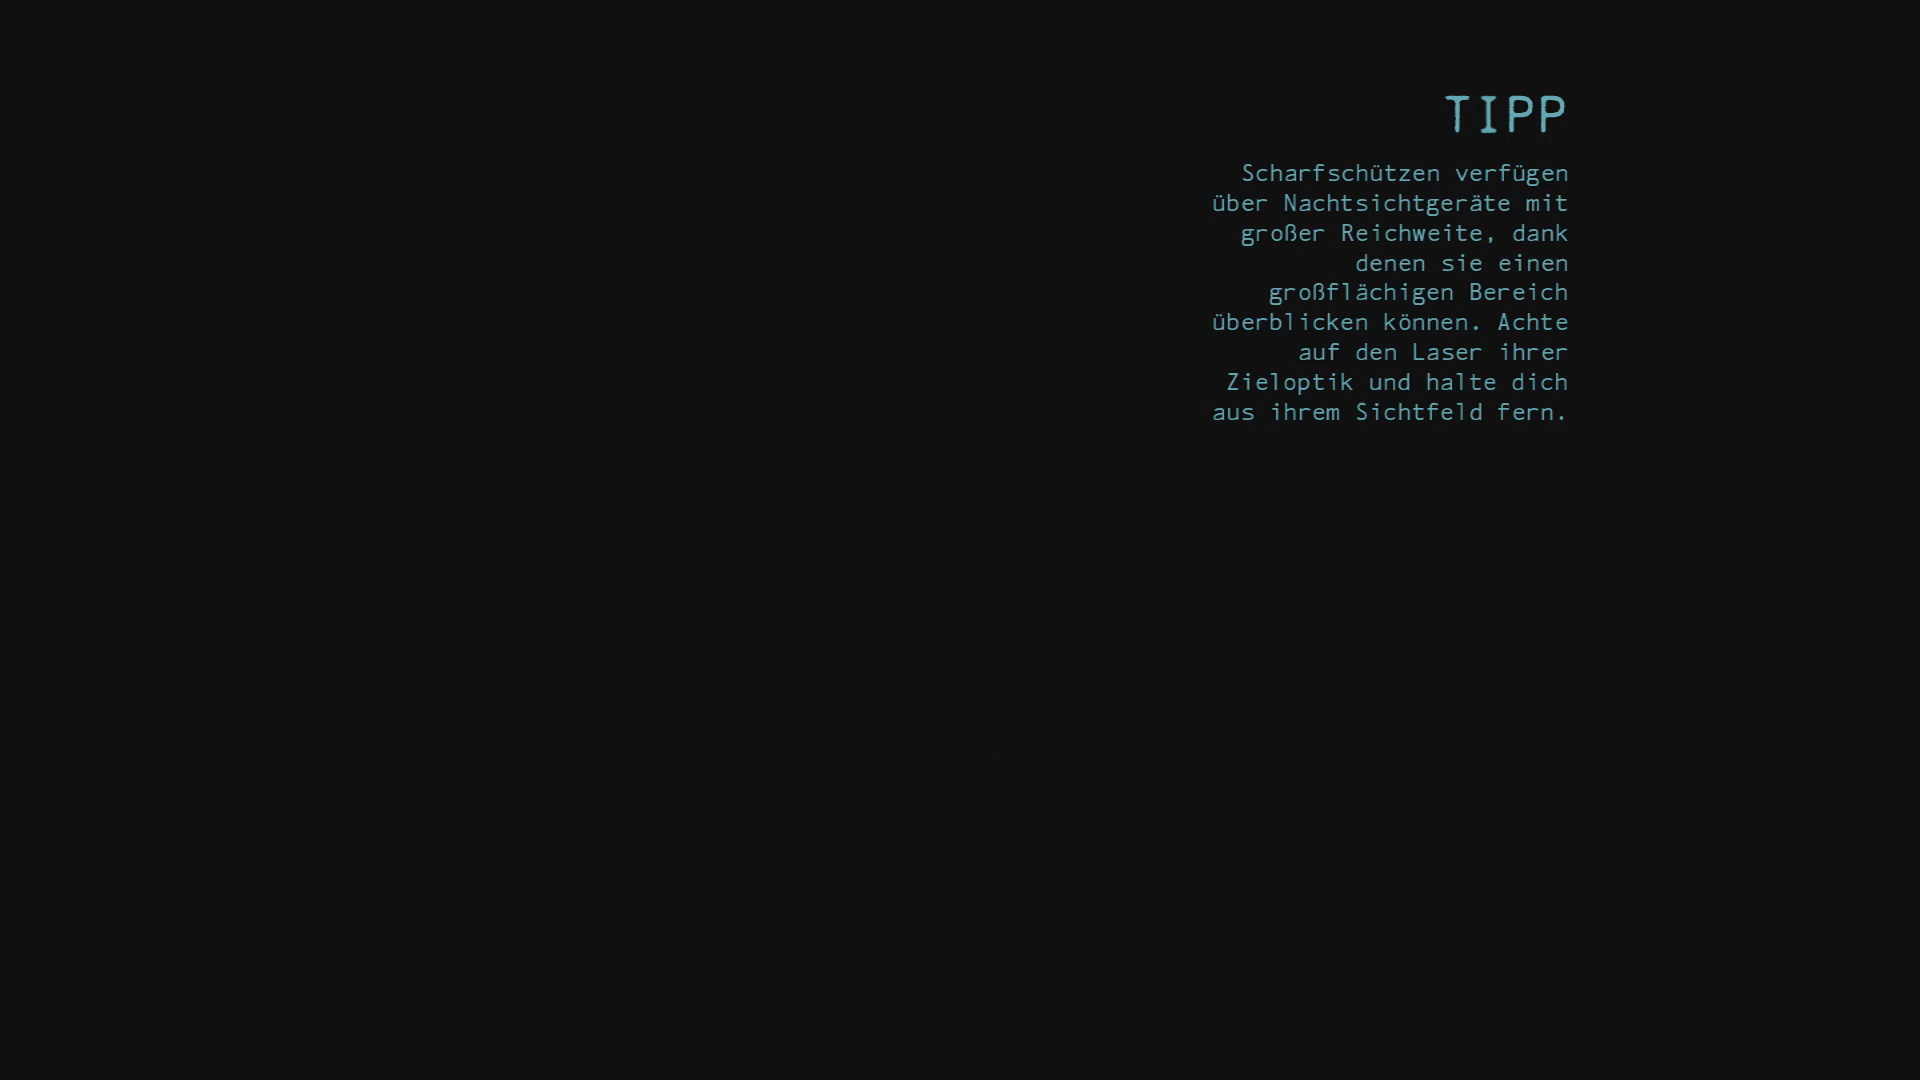 TIPP
Scharfschützen verfügen
über Nachtsichtgeräte mit
großer Reichweite, dank
denen sie einen
großflächigen Bereich
überblicken können. Achte
auf den Laser ihrer
Zieloptik und halte dich
aus ihrem Sichtfeld fern.